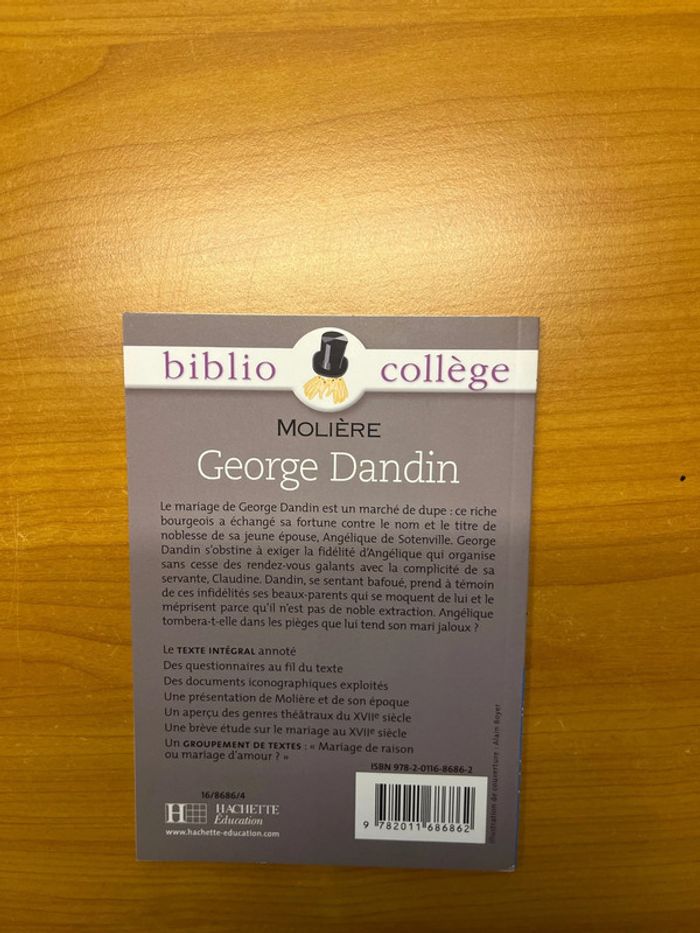 biblio collège
MOLIÈRE
George Dandin
Le mariage de George Dandin est un marché de dupe : ce riche
bourgeois a échangé sa fortune contre le nom et le titre de
noblesse de sa jeune épouse, Angélique de Sotenville. George
Dandin s'obstine à exiger la fidélité d'Angélique qui organise
sans cesse des rendez-vous galants avec la complicité de sa
servante, Claudine. Dandin, se sentant bafoué, prend à témoin
de ces infidélités ses beaux-parents qui se moquent de lui et le
méprisent parce qu'il n'est pas de noble extraction. Angélique
tombera-t-elle dans les pièges que lui tend son mari jaloux ?
Le TEXTE INTÉGRAL annoté
Des questionnaires au fil du texte
Des documents iconographiques exploités
Une présentation de Molière et de son époque
Un aperçu des genres théâtraux du XVIIe siècle
Une brève étude sur le mariage au XVIIe siècle
Un GROUPEMENT DE TEXTES : « Mariage de raison
ou mariage d'amour ? »
ISBN 978-2-0116-8686-2
16/8686/4
H HACHETTE
Éducation
www.hachette-education.com
9 782011 686862
Illustration de couverture : Alain Boyer